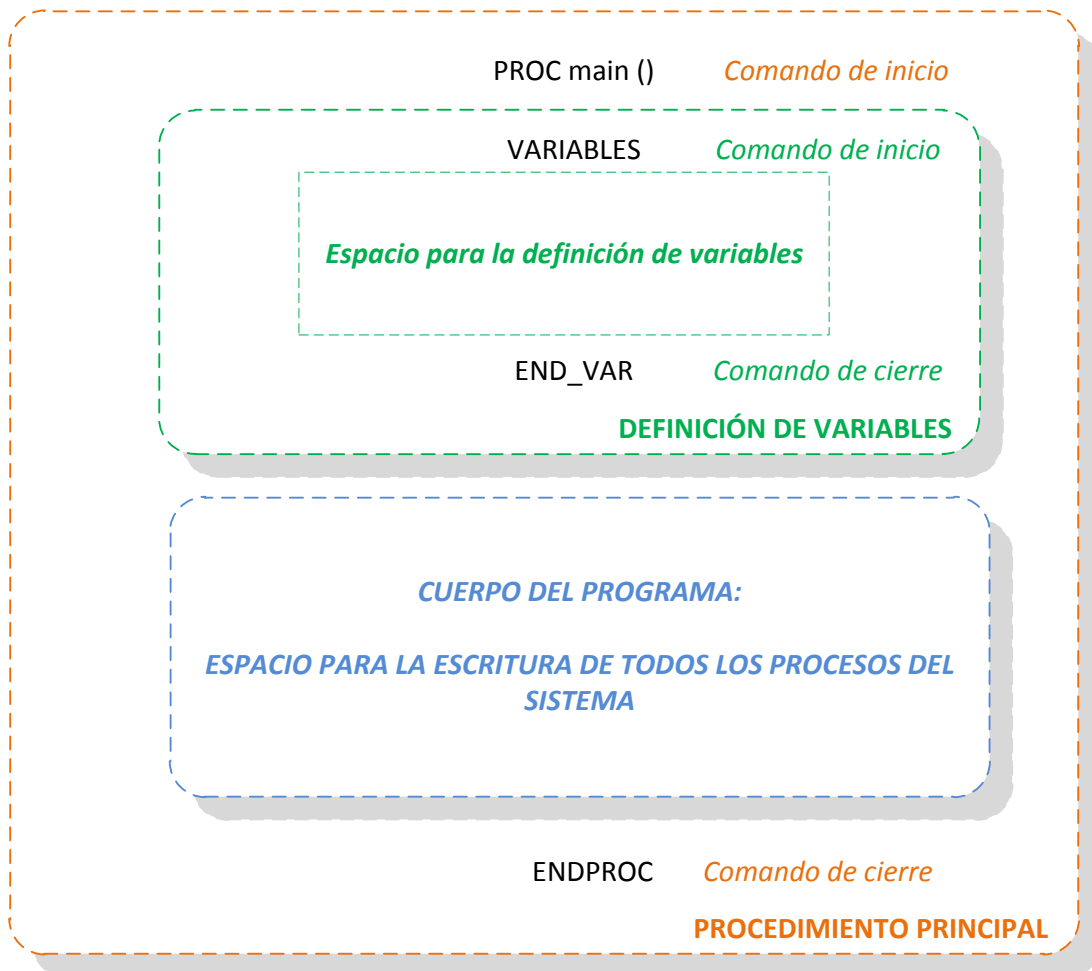 PROC main () Comando de inicio
VARIABLES Comando de inicio
Espacio para la definición de variables
END_VAR Comando de cierre
DEFINICIÓN DE VARIABLES
CUERPO DEL PROGRAMA:
ESPACIO PARA LA ESCRITURA DE TODOS LOS PROCESOS DEL
SISTEMA
ENDPROC Comando de cierre
PROCEDIMIENTO PRINCIPAL